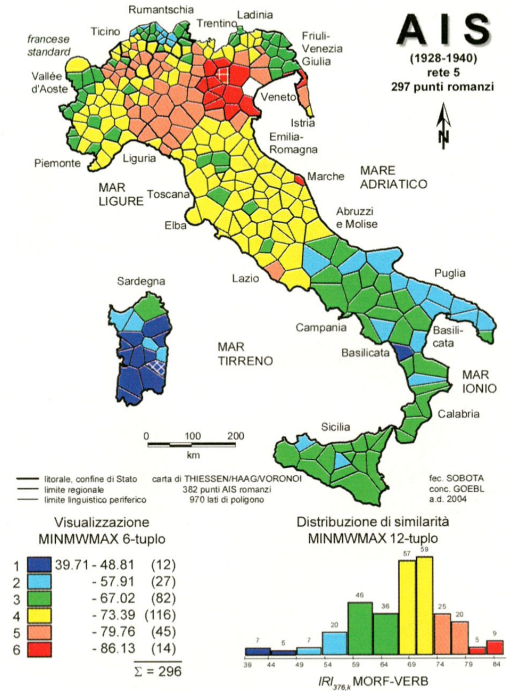 Rumantschia
Ladinia
Trentino
Ticino
francese
standard
Friuli-
Venezia
Giulia
Vallée
d'Aoste
AIS
(1928-1940)
rete 5
297 punti romanzi
N
Veneto
Istria
Emilia-
Romagna
Piemonte
Liguria
MAR
LIGURE
Marche
MARE
ADRIATICO
Toscana
Elba
Abruzzi
e Molise
Lazio
Puglia
Sardegna
Campania
Basili-
cata
MAR
TIRRENO
Basilicata
MAR
IONIO
Calabria
Sicilia
0 100 200
km
litorale, confine di Stato
limite regionale
limite linguistico periferico
carta di THIESSEN/HAAG/VORONOI
382 punti AIS romanzi
970 lati di poligono
fec. SOBOTA
conc. GOEBL
a.d. 2004
Visualizzazione
MINMWMAX 6-tuplo
1 39.71 - 48.81 (12)
2 - 57.91 (27)
3 - 67.02 (82)
4 - 73.39 (116)
5 - 79.76 (45)
6 - 86.13 (14)
Σ = 296
Distribuzione di similarità
MINMWMAX 12-tuplo
7 6 7 20 46 36 57 59 25 20 5 9
39 44 49 54 59 64 69 74 79 84
IRI376,k MORF-VERB